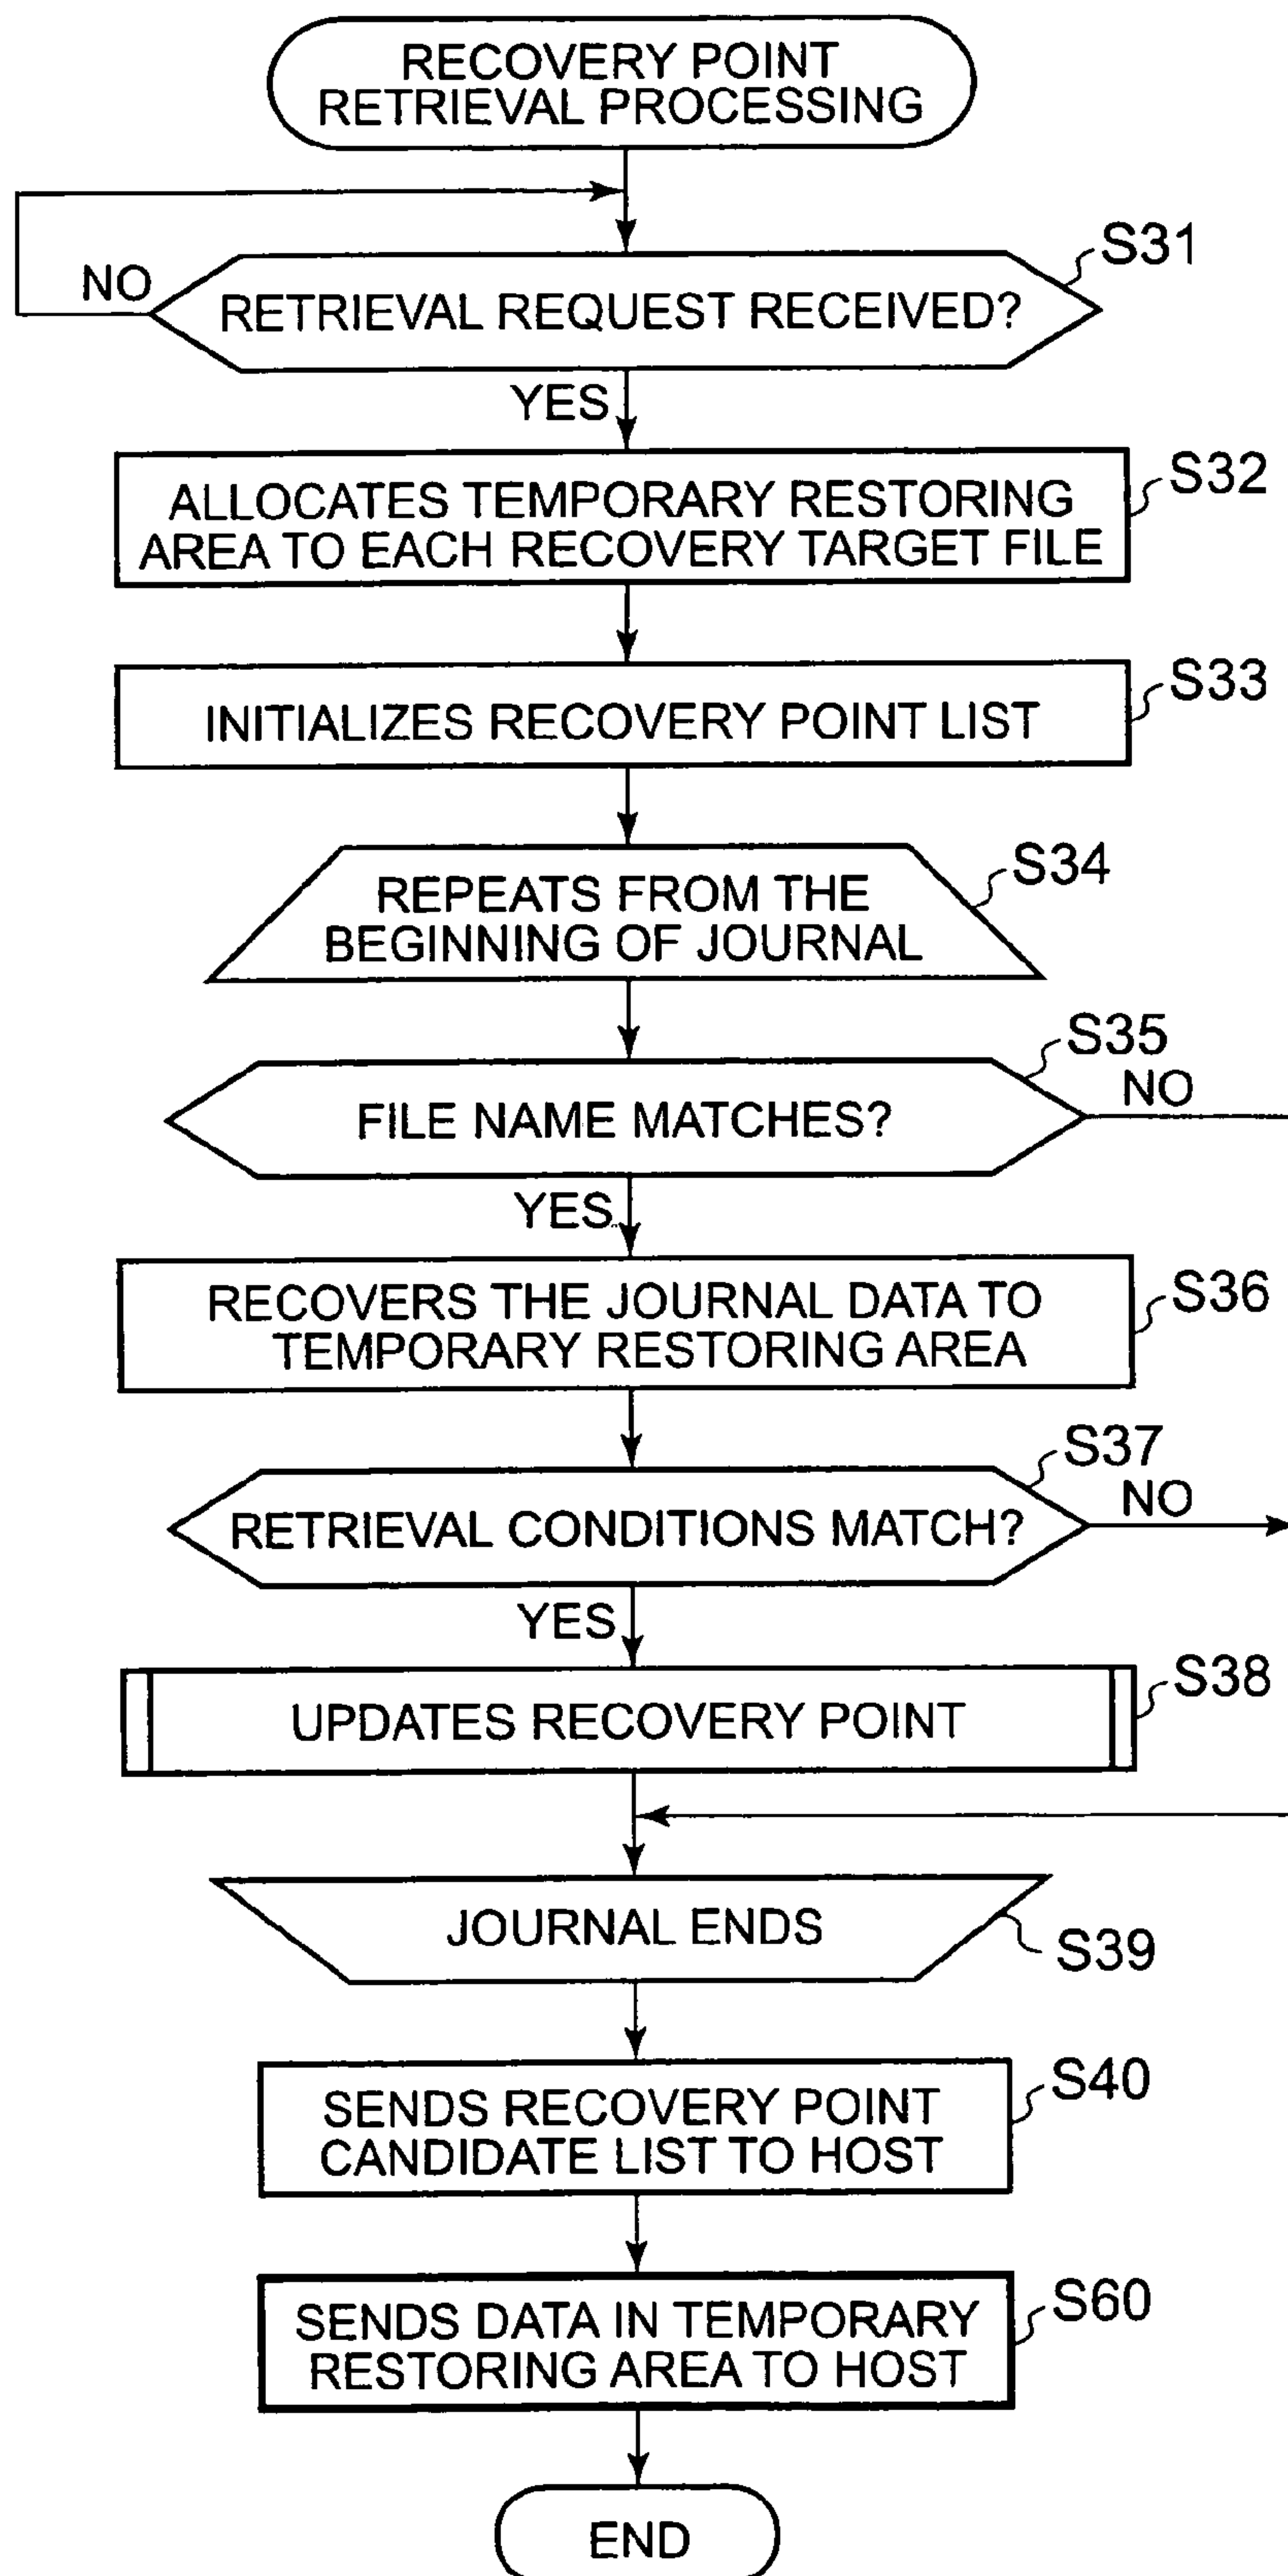 RECOVERY POINT
RETRIEVAL PROCESSING
S31
NO
RETRIEVAL REQUEST RECEIVED?
YES
S32
ALLOCATES TEMPORARY RESTORING
AREA TO EACH RECOVERY TARGET FILE
S33
INITIALIZES RECOVERY POINT LIST
S34
REPEATS FROM THE
BEGINNING OF JOURNAL
S35
NO
FILE NAME MATCHES?
YES
S36
RECOVERS THE JOURNAL DATA TO
TEMPORARY RESTORING AREA
S37
NO
RETRIEVAL CONDITIONS MATCH?
YES
S38
UPDATES RECOVERY POINT
JOURNAL ENDS
S39
S40
SENDS RECOVERY POINT
CANDIDATE LIST TO HOST
S60
SENDS DATA IN TEMPORARY
RESTORING AREA TO HOST
END